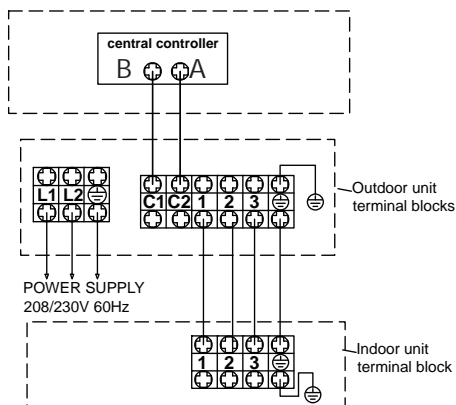 central controller
B A
L1 L2
C1 C2 1 2 3
Outdoor unit
terminal blocks
POWER SUPPLY
208/230V 60Hz
1 2 3
Indoor unit
terminal block